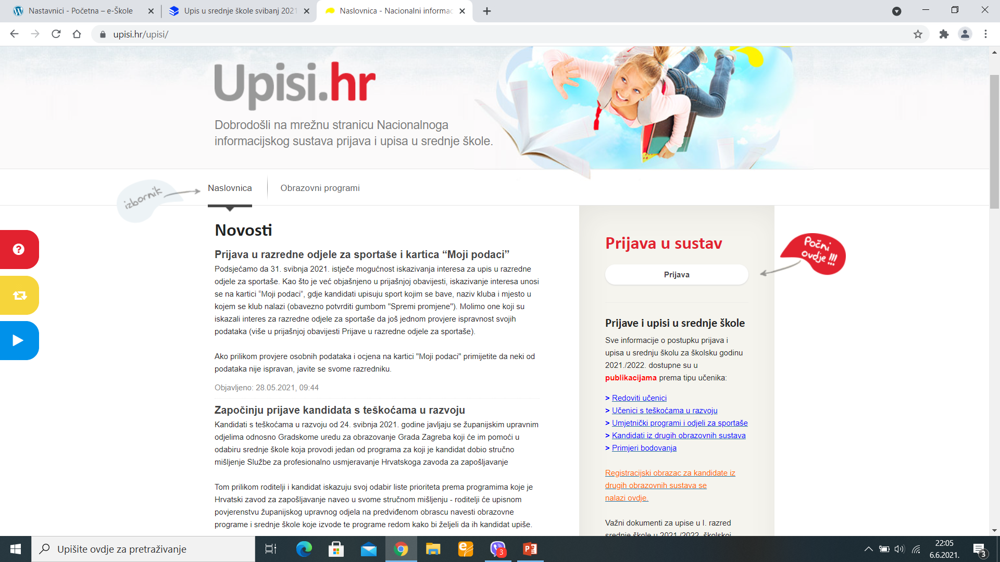 Nastavnici - Početna – e-Škole
Upis u srednje škole svibanj 2021
Naslovnica - Nacionalni informac
upisi.hr/upisi/
Upisi.hr
Dobrodošli na mrežnu stranicu Nacionalnoga
informacijskog sustava prijava i upisa u srednje škole.
izbornik
Naslovnica
Obrazovni programi
Novosti
Prijava u razredne odjele za sportaše i kartica “Moji podaci”
Podsjećamo da 31. svibnja 2021. istječe mogućnost iskazivanja interesa za upis u razredne
odjele za sportaše. Kao što je već objašnjeno u prijašnjoj obavijesti, iskazivanje interesa unosi
se na kartici “Moji podaci”, gdje kandidati upisuju sport kojim se bave, naziv kluba i mjesto u
kojem se klub nalazi (obavezno potvrditi gumbom "Spremi promjene"). Molimo one koji su
iskazali interes za razredne odjele za sportaše da još jednom provjere ispravnost svojih
podataka (više u prijašnjoj obavijesti Prijave u razredne odjele za sportaše).
Ako prilikom provjere osobnih podataka i ocjena na kartici "Moji podaci" primijetite da neki od
podataka nije ispravan, javite se svome razredniku.
Objavljeno: 28.05.2021, 09:44
Započinju prijave kandidata s teškoćama u razvoju
Kandidati s teškoćama u razvoju od 24. svibnja 2021. godine javljaju se županijskim upravnim
odjelima odnosno Gradskome uredu za obrazovanje Grada Zagreba koji će im pomoći u
odabiru srednje škole koja provodi jedan od programa za koji je kandidat dobio stručno
mišljenje Službe za profesionalno usmjeravanje Hrvatskoga zavoda za zapošljavanje
Tom prilikom roditelji i kandidat iskazuju svoj odabir liste prioriteta prema programima koje je
Hrvatski zavod za zapošljavanje naveo u svome stručnom mišljenju - roditelji će upisnom
povjerenstvu županijskog upravnog odjela na predviđenom obrascu navesti obrazovne
programe i srednje škole koje izvode te programe redom kako bi željeli da ih kandidat upiše.
Prijava u sustav
Počni
ovdje !!!
Prijava
Prijave i upisi u srednje škole
Sve informacije o postupku prijava i
upisa u srednju školu za školsku godinu
2021./2022. dostupne su u
publikacijama prema tipu učenika:
> Redoviti učenici
> Učenici s teškoćama u razvoju
> Umjetnički programi i odjeli za sportaše
> Kandidati iz drugih obrazovnih sustava
> Primjeri bodovanja
Registracijski obrazac za kandidate iz
drugih obrazovnih sustava se
nalazi ovdje.
Važni dokumenti za upise u I. razred
srednje škole u 2021./2022. školskoj
Upišite ovdje za pretraživanje
3
22:05
6.6.2021.
3